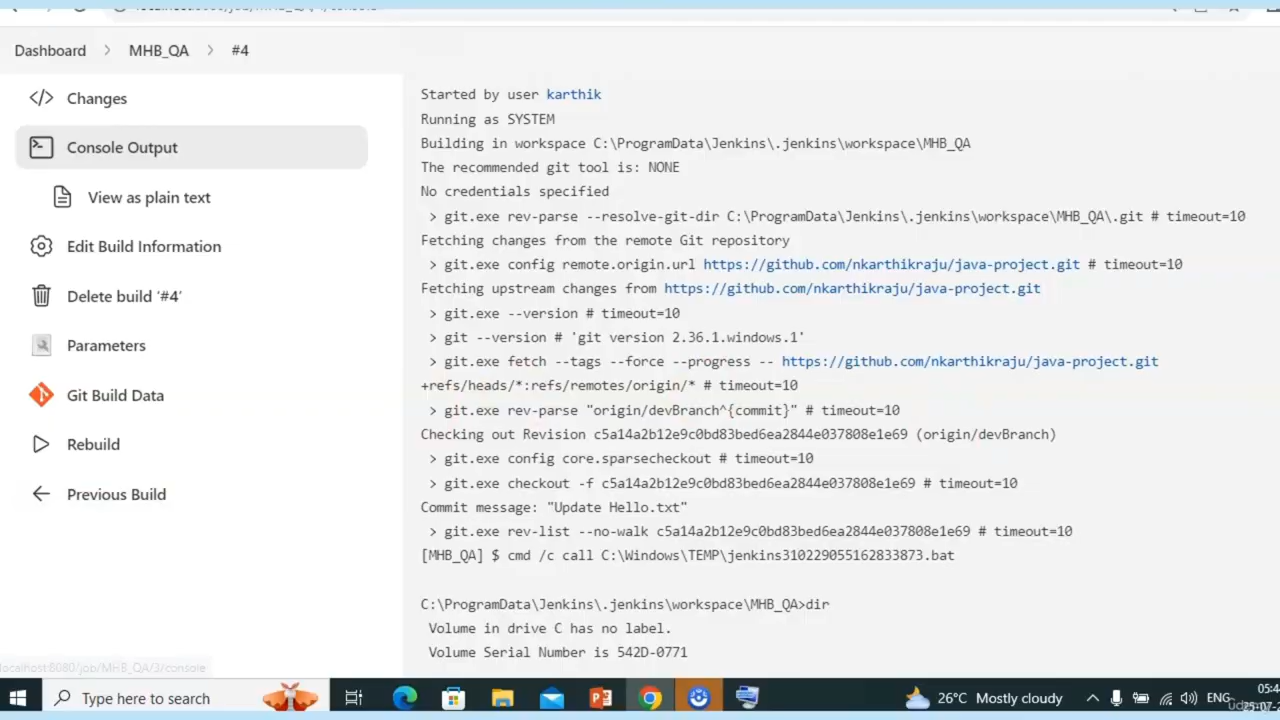 Dashboard > MHB_QA > #4
Changes
Console Output
View as plain text
Edit Build Information
Delete build '#4'
Parameters
Git Build Data
Rebuild
Previous Build
Started by user karthik
Running as SYSTEM
Building in workspace C:\ProgramData\Jenkins\.jenkins\workspace\MHB_QA
The recommended git tool is: NONE
No credentials specified
> git.exe rev-parse --resolve-git-dir C:\ProgramData\Jenkins\.jenkins\workspace\MHB_QA\.git # timeout=10
Fetching changes from the remote Git repository
> git.exe config remote.origin.url https://github.com/nkarthikraju/java-project.git # timeout=10
Fetching upstream changes from https://github.com/nkarthikraju/java-project.git
> git.exe --version # timeout=10
> git --version # 'git version 2.36.1.windows.1'
> git.exe fetch --tags --force --progress -- https://github.com/nkarthikraju/java-project.git
+refs/heads/*:refs/remotes/origin/* # timeout=10
> git.exe rev-parse "origin/devBranch^{commit}" # timeout=10
Checking out Revision c5a14a2b12e9c0bd83bed6ea2844e037808e1e69 (origin/devBranch)
> git.exe config core.sparsecheckout # timeout=10
> git.exe checkout -f c5a14a2b12e9c0bd83bed6ea2844e037808e1e69 # timeout=10
Commit message: "Update Hello.txt"
> git.exe rev-list --no-walk c5a14a2b12e9c0bd83bed6ea2844e037808e1e69 # timeout=10
[MHB_QA] $ cmd /c call C:\Windows\TEMP\jenkins310229055162833873.bat
C:\ProgramData\Jenkins\.jenkins\workspace\MHB_QA>dir
Volume in drive C has no label.
Volume Serial Number is 542D-0771
localhost:8080/job/MHB_QA/3/console
Type here to search
26°C Mostly cloudy
ENG